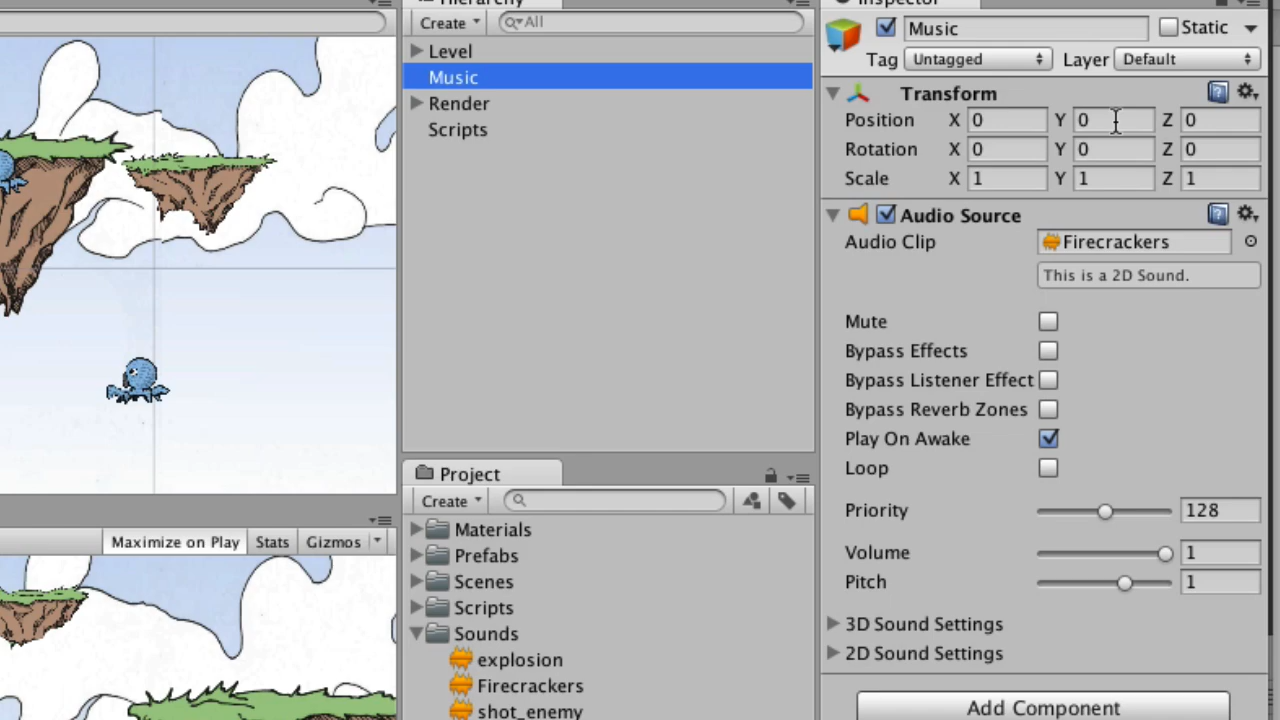 Hierarchy
Create
All
Level
Music
Render
Scripts
Maximize on Play Stats Gizmos
Project
Create
Materials
Prefabs
Scenes
Scripts
Sounds
explosion
Firecrackers
shot_enemy
Inspector
Music Static
Tag Untagged Layer Default
Transform
Position X 0 Y 0 Z 0
Rotation X 0 Y 0 Z 0
Scale X 1 Y 1 Z 1
Audio Source
Audio Clip Firecrackers
This is a 2D Sound.
Mute
Bypass Effects
Bypass Listener Effect
Bypass Reverb Zones
Play On Awake
Loop
Priority 128
Volume 1
Pitch 1
3D Sound Settings
2D Sound Settings
Add Component